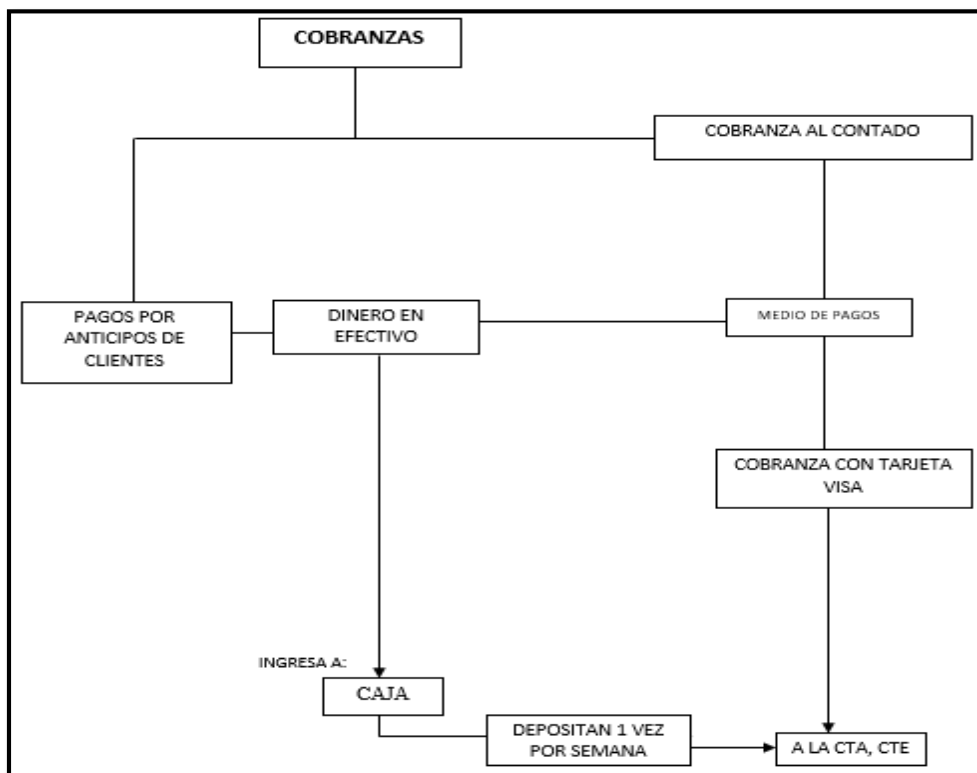 COBRANZAS
COBRANZA AL CONTADO
PAGOS POR
ANTICIPOS DE
CLIENTES
DINERO EN
EFECTIVO
MEDIO DE PAGOS
COBRANZA CON TARJETA
VISA
INGRESA A:
CAJA
DEPOSITAN 1 VEZ
POR SEMANA
A LA CTA, CTE